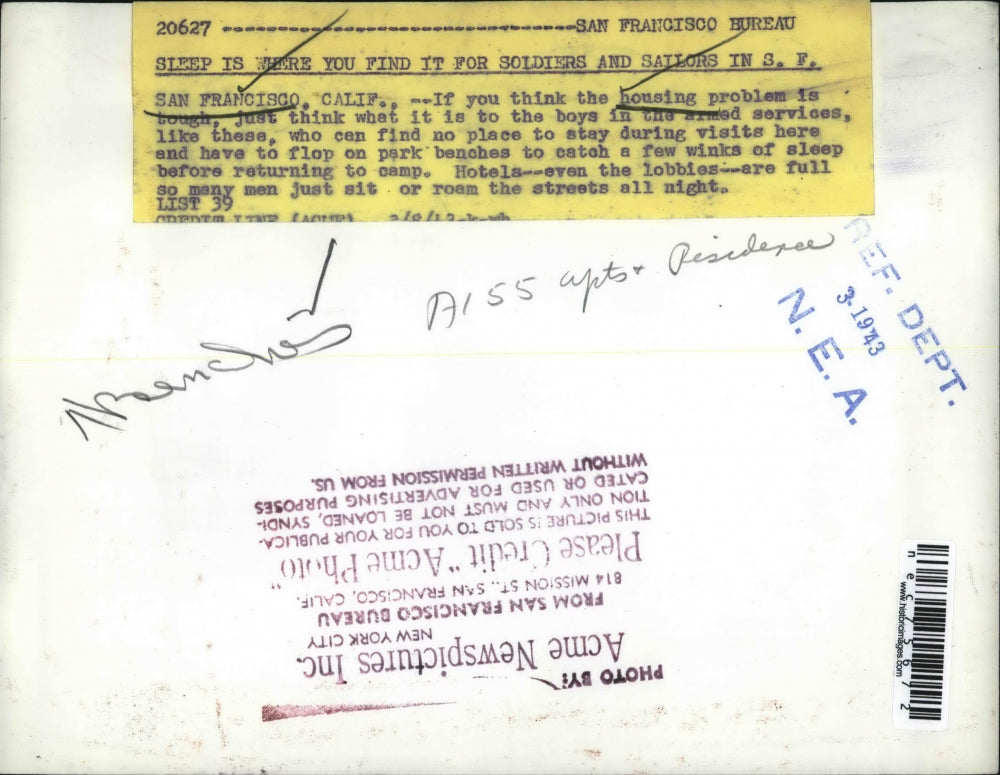 20627 ------------------------------SAN FRANCISCO BUREAU
SLEEP IS WHERE YOU FIND IT FOR SOLDIERS AND SAILORS IN S. F.
SAN FRANCISCO, CALIF., --If you think the housing problem is
tough, just think what it is to the boys in the armed services,
like these, who can find no place to stay during visits here
and have to flop on park benches to catch a few winks of sleep
before returning to camp. Hotels--even the lobbies--are full
so many men just sit or roam the streets all night.
LIST 39
CREDIT LINE (ACME)
Benches
A155 apts + Residence
REF. DEPT.
3-1943
N. E. A.
PHOTO BY:
Acme Newspictures Inc.
NEW YORK CITY
FROM SAN FRANCISCO BUREAU
814 MISSION ST., SAN FRANCISCO, CALIF.
Please Credit "Acme Photo"
THIS PICTURE IS SOLD TO YOU FOR YOUR PUBLICA-
TION ONLY AND MUST NOT BE LOANED, SYNDI-
CATED OR USED FOR ADVERTISING PURPOSES
WITHOUT WRITTEN PERMISSION FROM US.
www.historicimages.com